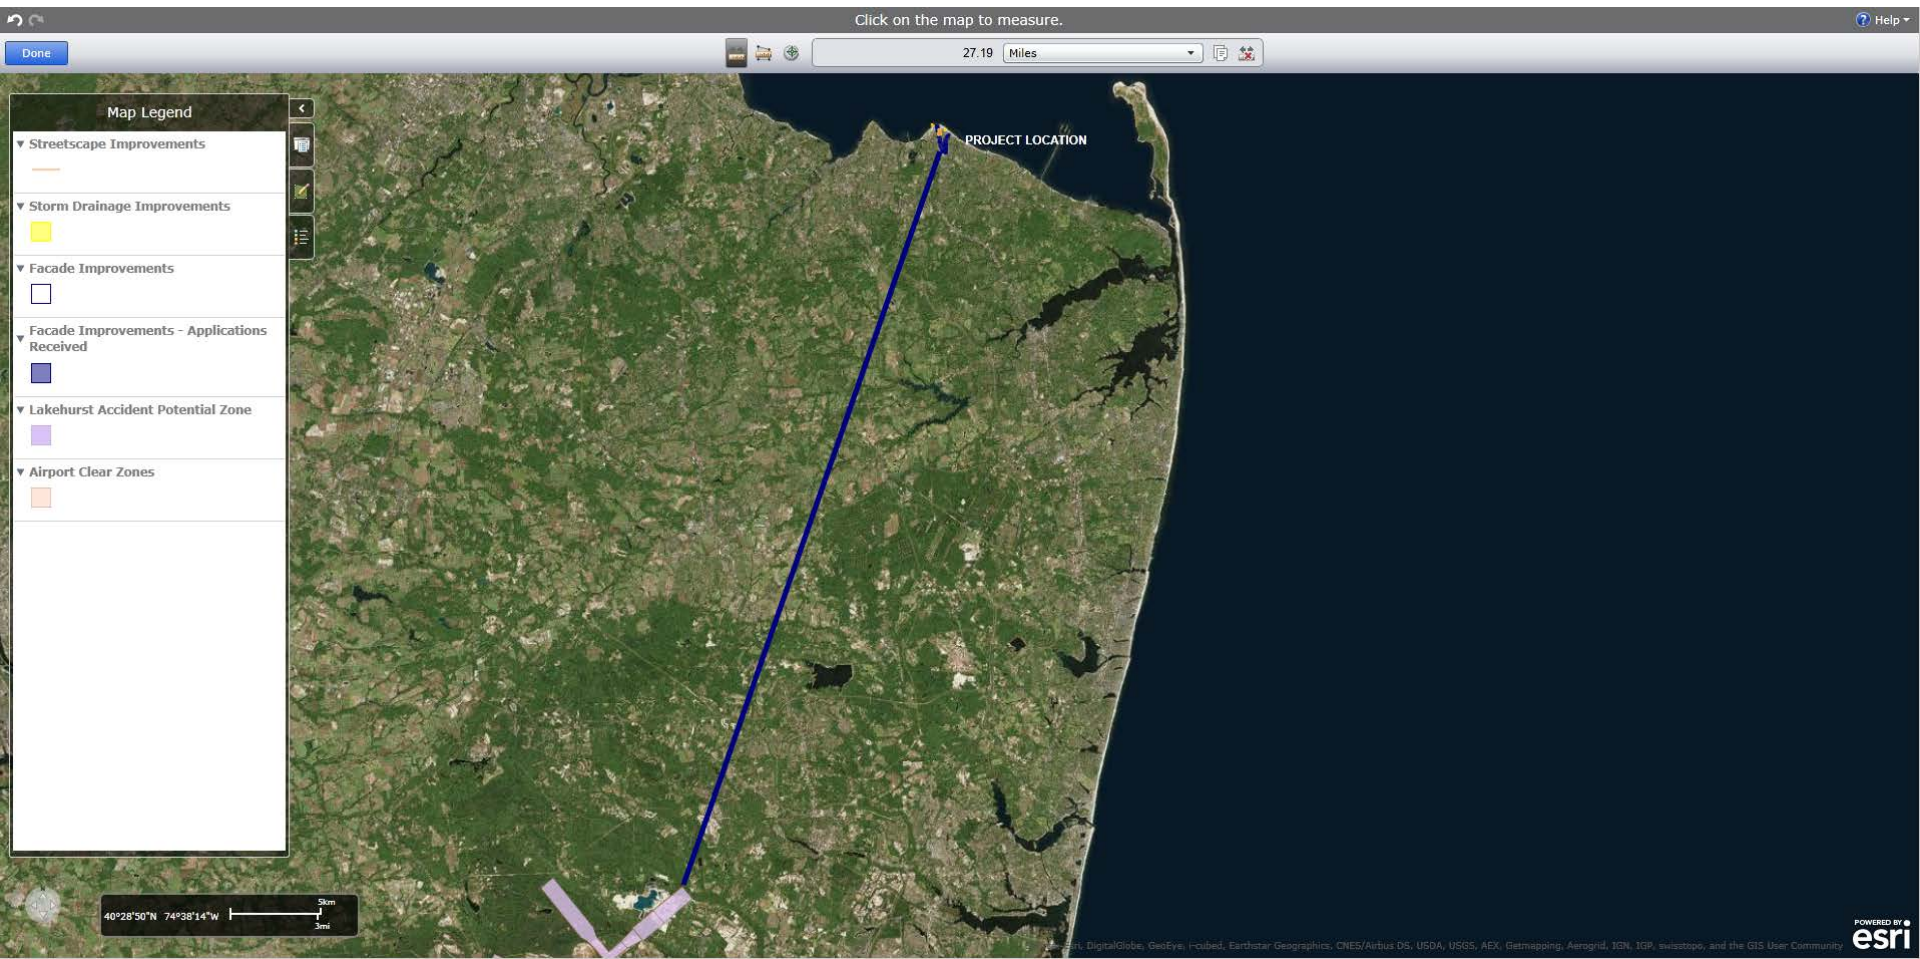 Click on the map to measure.
Help
Done
27.19 Miles
Map Legend
Streetscape Improvements
Storm Drainage Improvements
Facade Improvements
Facade Improvements - Applications
Received
Lakehurst Accident Potential Zone
Airport Clear Zones
PROJECT LOCATION
40°28'50"N 74°38'14"W
5km
3mi
Esri, DigitalGlobe, GeoEye, i-cubed, Earthstar Geographics, CNES/Airbus DS, USDA, USGS, AEX, Getmapping, Aerogrid, IGN, IGP, swisstopo, and the GIS User Community
POWERED BY
esri